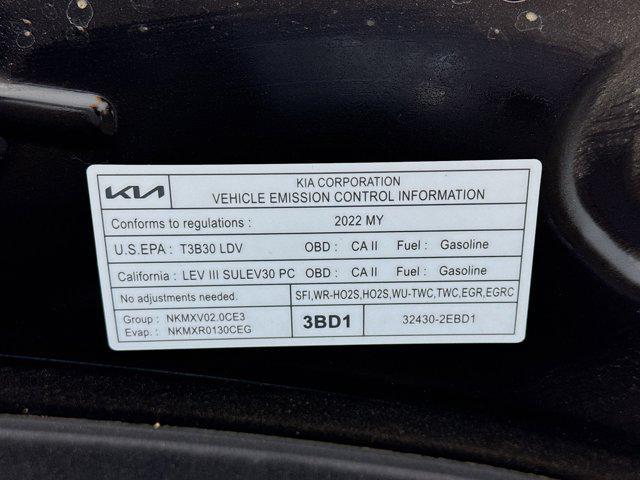 KIA
KIA CORPORATION
VEHICLE EMISSION CONTROL INFORMATION
Conforms to regulations : 2022 MY
U.S.EPA : T3B30 LDV OBD : CA II Fuel : Gasoline
California : LEV III SULEV30 PC OBD : CA II Fuel : Gasoline
No adjustments needed. SFI,WR-HO2S,HO2S,WU-TWC,TWC,EGR,EGRC
Group : NKMXV02.0CE3
Evap. : NKMXR0130CEG
3BD1
32430-2EBD1